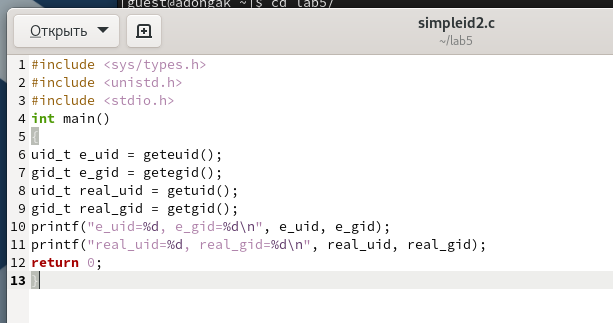 [guest@adongak ~]$ cd lab5/
Открыть
simpleid2.c
~/lab5
1 #include <sys/types.h>
2 #include <unistd.h>
3 #include <stdio.h>
4 int main()
5 {
6 uid_t e_uid = geteuid();
7 gid_t e_gid = getegid();
8 uid_t real_uid = getuid();
9 gid_t real_gid = getgid();
10 printf("e_uid=%d, e_gid=%d\n", e_uid, e_gid);
11 printf("real_uid=%d, real_gid=%d\n", real_uid, real_gid);
12 return 0;
13 }